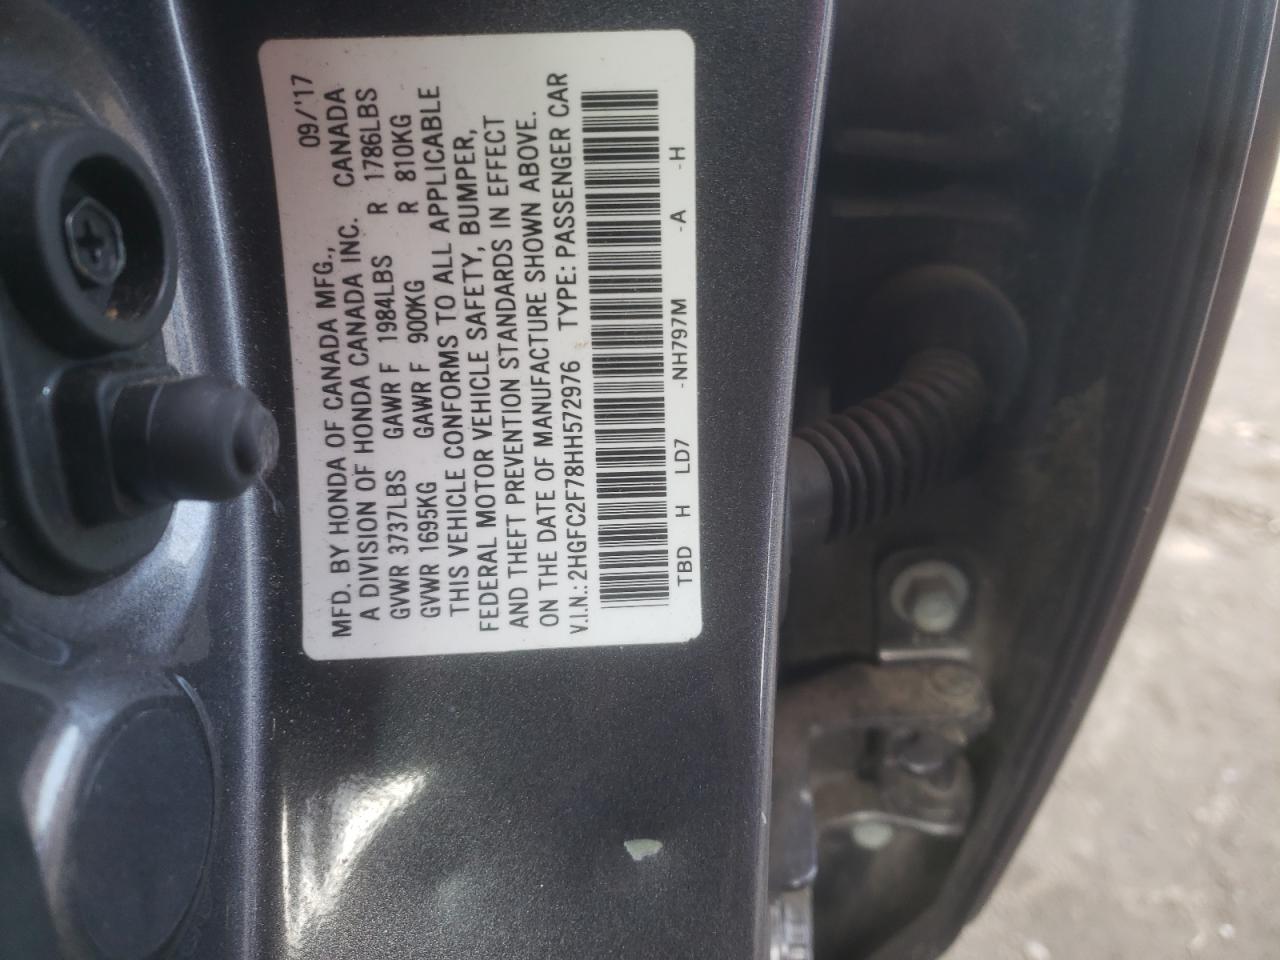 09/'17
MFD. BY HONDA OF CANADA MFG., CANADA
A DIVISION OF HONDA CANADA INC.
GVWR 3737LBS GAWR F 1984LBS R 1786LBS
GVWR 1695KG GAWR F 900KG R 810KG
THIS VEHICLE CONFORMS TO ALL APPLICABLE
FEDERAL MOTOR VEHICLE SAFETY, BUMPER,
AND THEFT PREVENTION STANDARDS IN EFFECT
ON THE DATE OF MANUFACTURE SHOWN ABOVE.
V.I.N.: 2HGFC2F78HH572976 TYPE: PASSENGER CAR
TBD H LD7 -NH797M -A -H